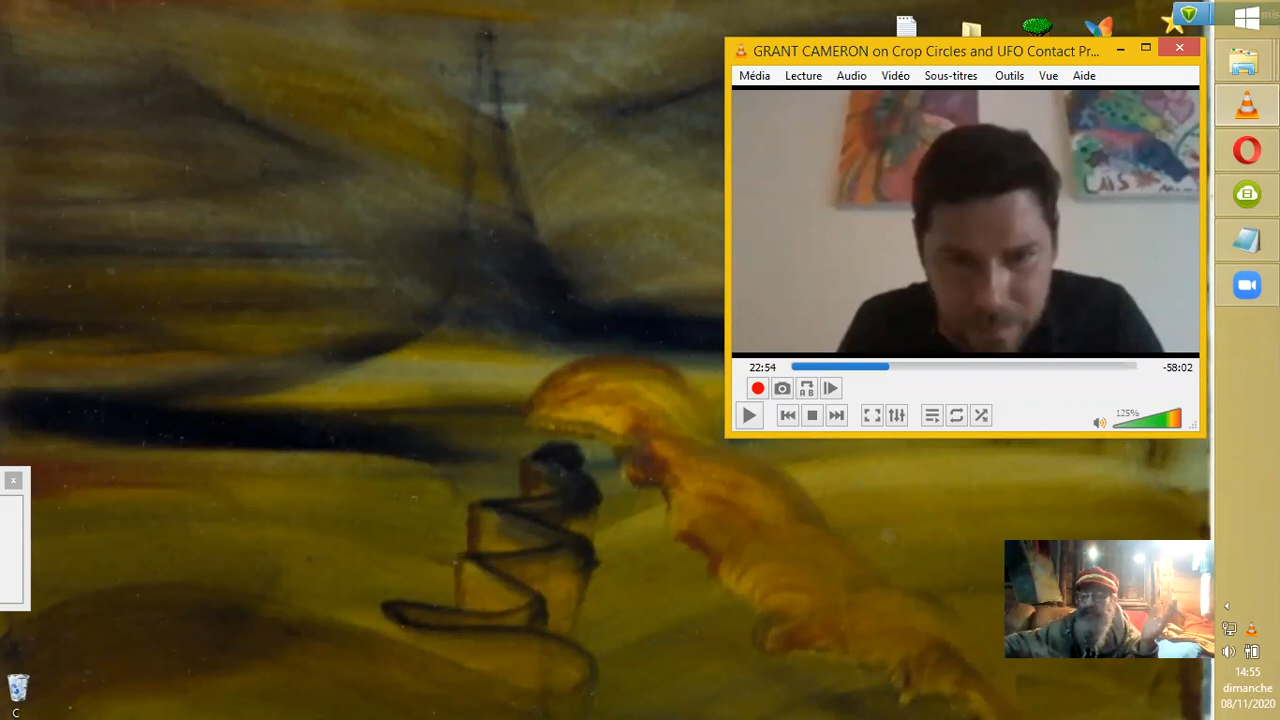 GRANT CAMERON on Crop Circles and UFO Contact Pr...
Média Lecture Audio Vidéo Sous-titres Outils Vue Aide
22:54
-58:02
125%
C
14:55
dimanche
08/11/2020